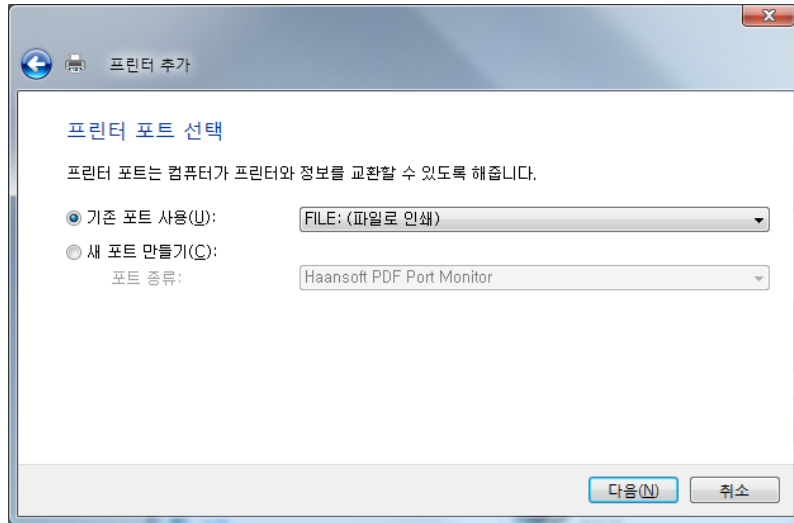 프린터 추가
프린터 포트 선택
프린터 포트는 컴퓨터가 프린터와 정보를 교환할 수 있도록 해줍니다.
기존 포트 사용(U): FILE: (파일로 인쇄)
새 포트 만들기(C):
포트 종류: Haansoft PDF Port Monitor
다음(N) 취소